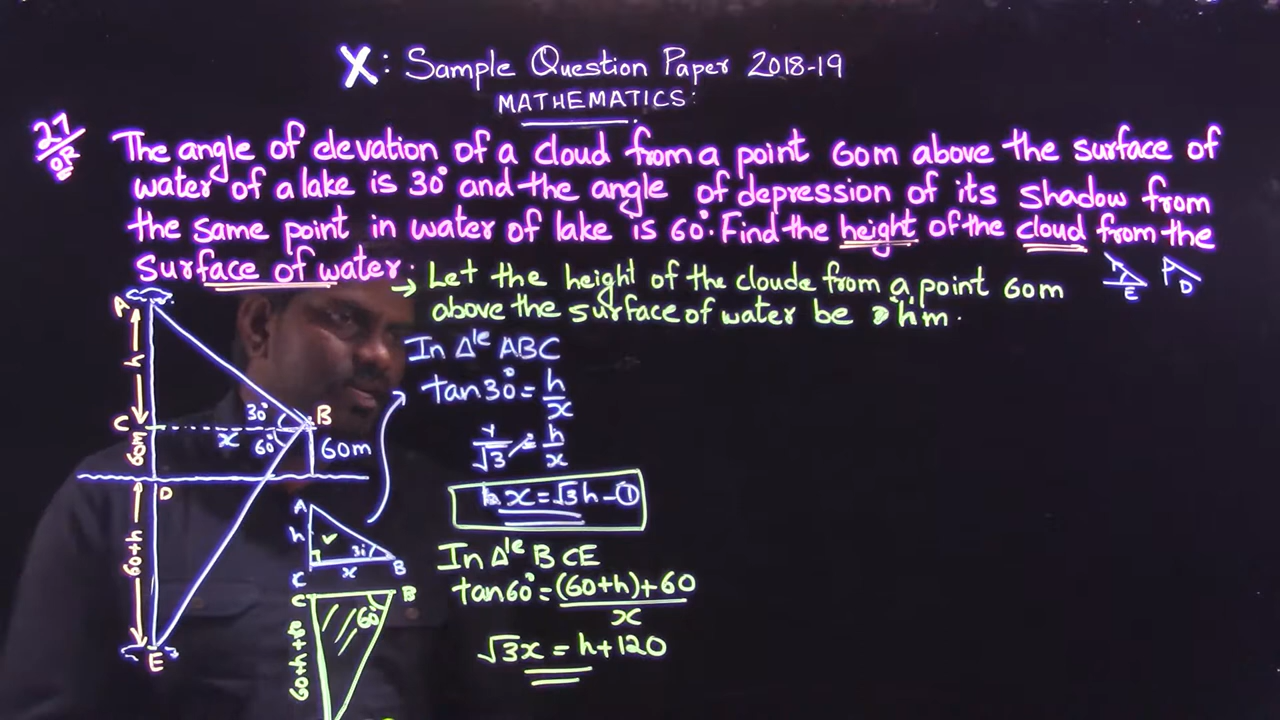 X: Sample Question Paper 2018-19
MATHEMATICS:
27/OR
The angle of elevation of a cloud from a point 60m above the surface of
water of a lake is 30° and the angle of depression of its shadow from
the same point in water of lake is 60°. Find the height of the cloud from the
surface of water.
→ Let the height of the cloude from a point 60m
above the surface of water be h m.
E
D
A
h
C
60m
D
60+h
E
30°
x
60°
B
60m
In Δle ABC
tan30° = h/x
1/√3 = h/x
x = √3h - ①
A
h
C
x
B
In Δle BCE
tan60° = (60+h)+60/x
√3x = h+120
C
B
60°
60+h+60